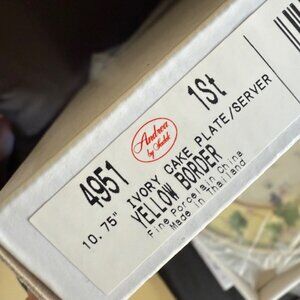 4951
Andrea
by Sadek
1St
10.75" IVORY CAKE PLATE/SERVER
YELLOW BORDER
Fine Porcelain China
Made in Thailand